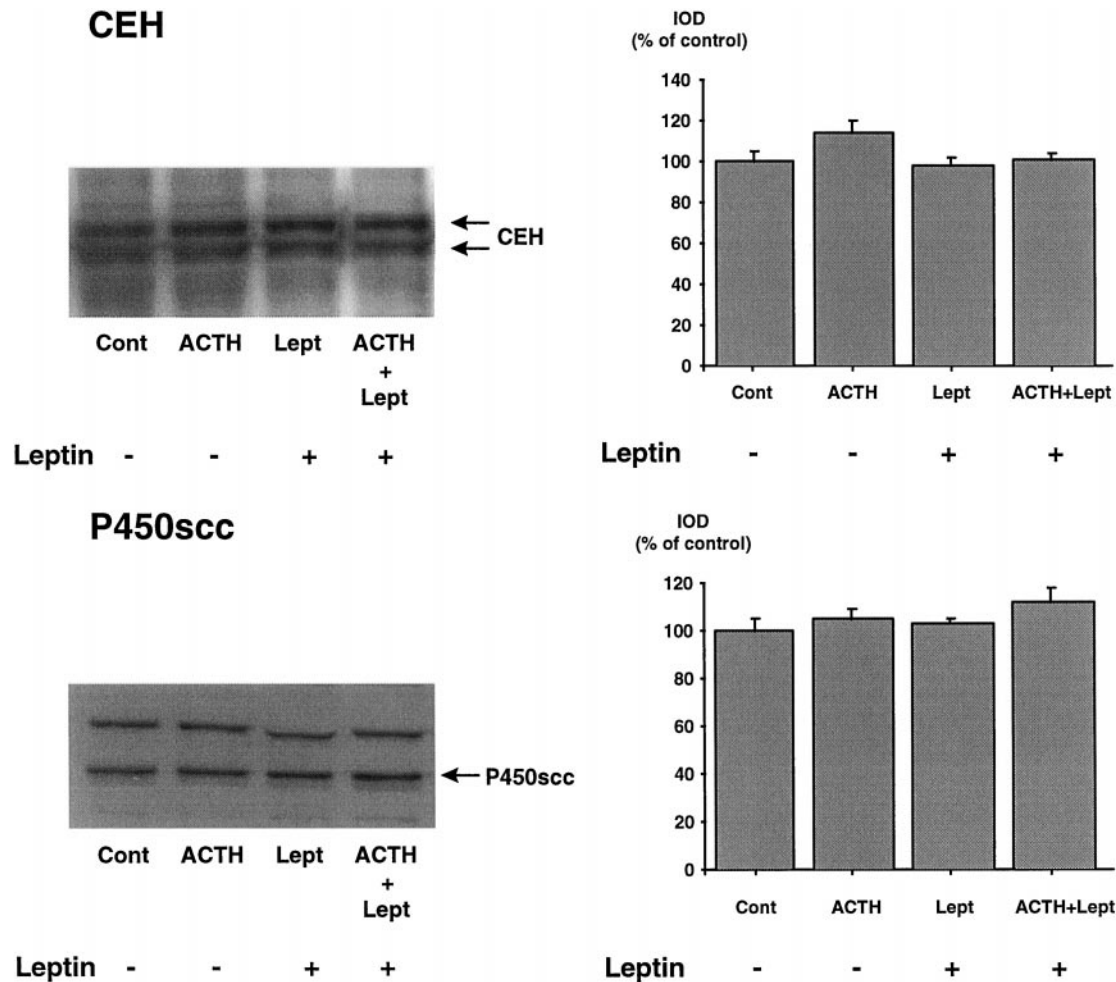 CEH
CEH
Cont ACTH Lept ACTH
+
Lept
Leptin - - + +
IOD
(% of control)
140
120
100
80
60
40
20
0
Cont ACTH Lept ACTH+Lept
Leptin - - + +
P450scc
P450scc
Cont ACTH Lept ACTH
+
Lept
Leptin - - + +
IOD
(% of control)
120
100
80
60
40
20
0
Cont ACTH Lept ACTH+Lept
Leptin - - + +